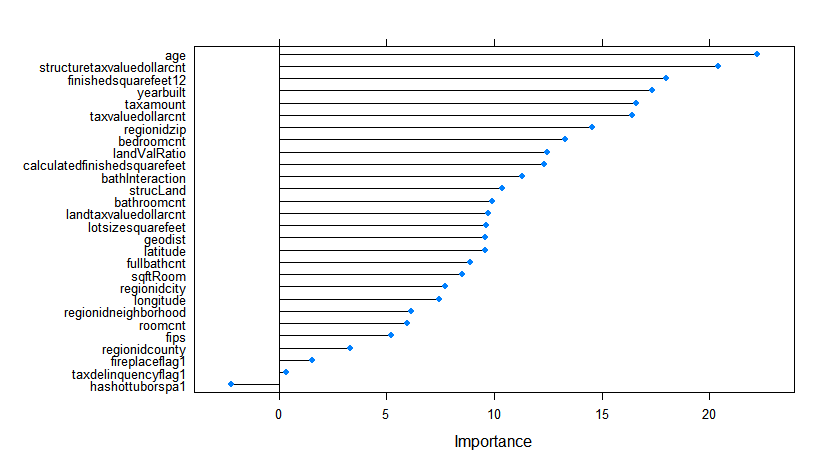 age
structuretaxvaluedollarcnt
finishedsquarefeet12
yearbuilt
taxamount
taxvaluedollarcnt
regionidzip
bedroomcnt
landValRatio
calculatedfinishedsquarefeet
bathInteraction
strucLand
bathroomcnt
landtaxvaluedollarcnt
lotsizesquarefeet
geodist
latitude
fullbathcnt
sqftRoom
regionidcity
longitude
regionidneighborhood
roomcnt
fips
regionidcounty
fireplaceflag1
taxdelinquencyflag1
hashottuborspa1
0 5 10 15 20
Importance